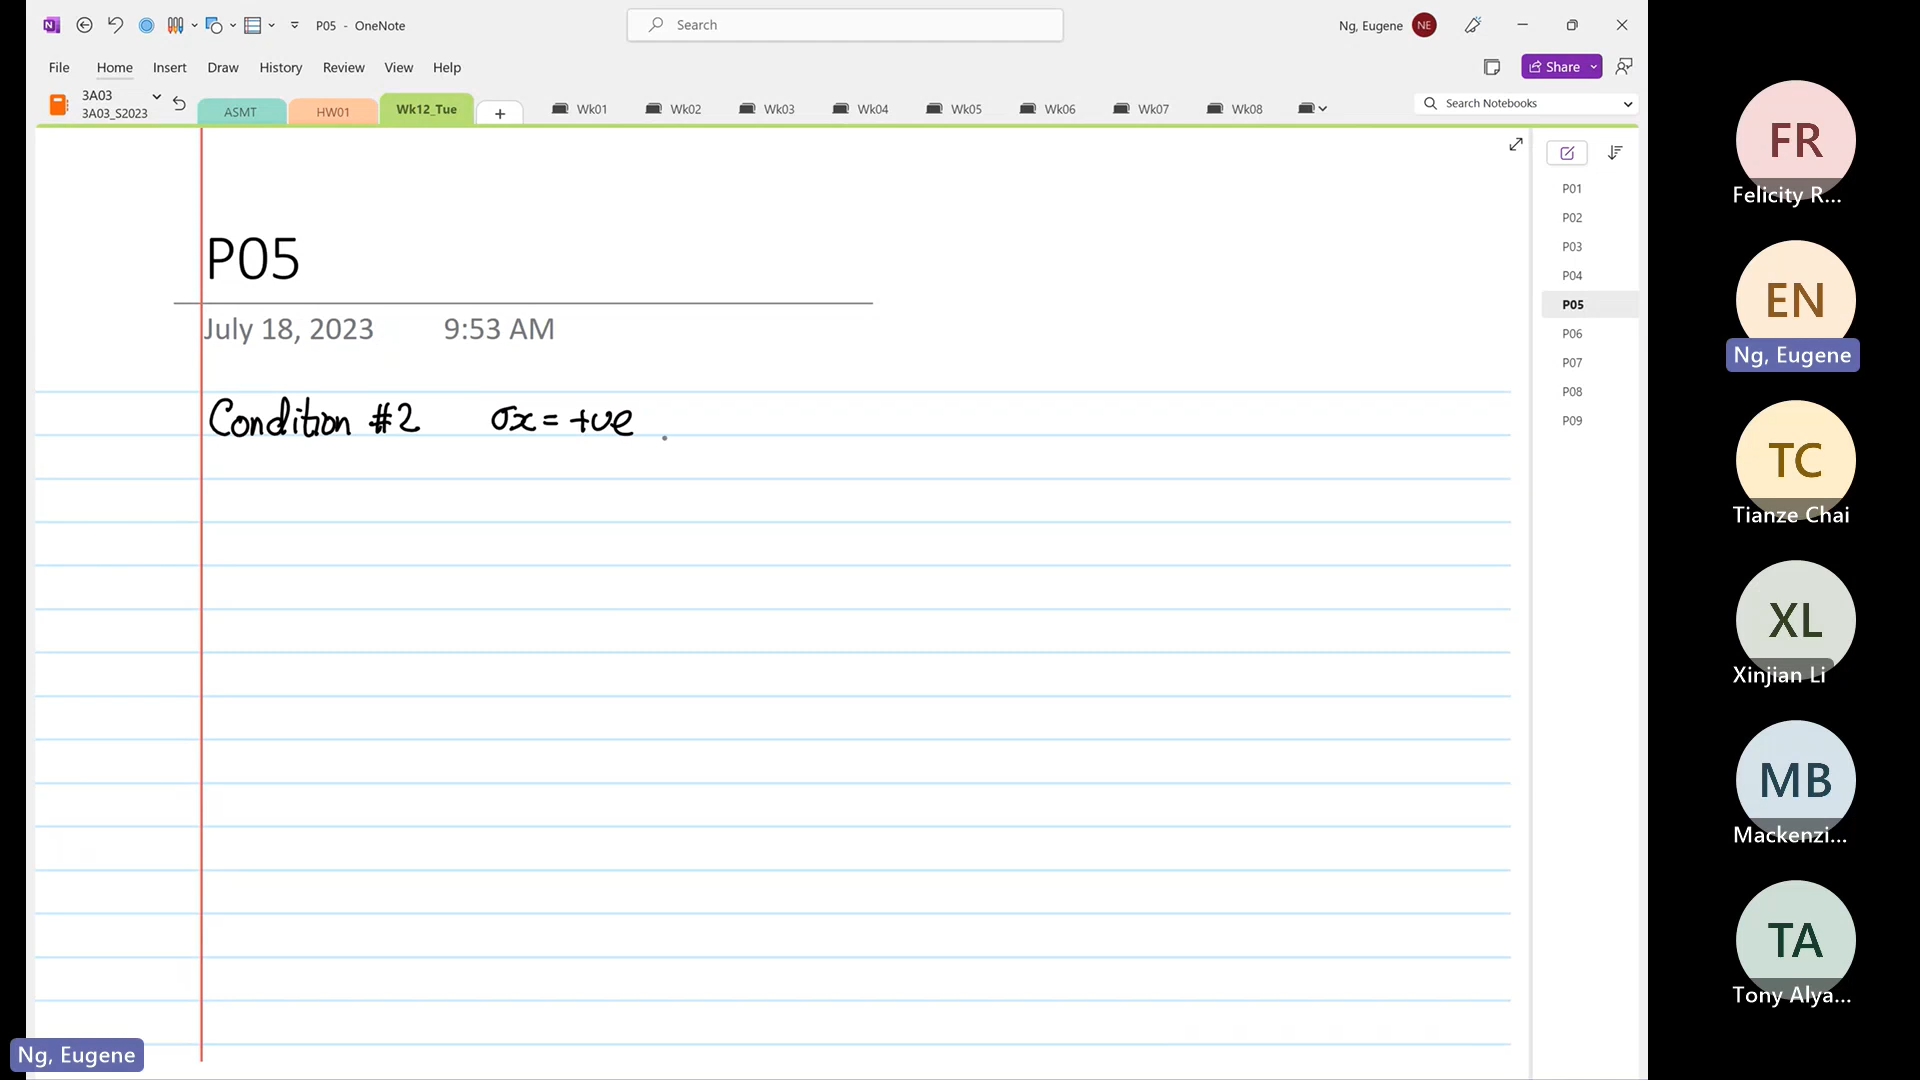 P05 - OneNote
Search
Ng, Eugene
NE
File Home Insert Draw History Review View Help
Share
3A03
3A03_S2023
ASMT
HW01
Wk12_Tue
+
Wk01
Wk02
Wk03
Wk04
Wk05
Wk06
Wk07
Wk08
Search Notebooks
P05
July 18, 2023 9:53 AM
Condition #2 σx = +ve
P01
P02
P03
P04
P05
P06
P07
P08
P09
FR
Felicity R...
EN
Ng, Eugene
TC
Tianze Chai
XL
Xinjian Li
MB
Mackenzi...
TA
Tony Alya...
Ng, Eugene